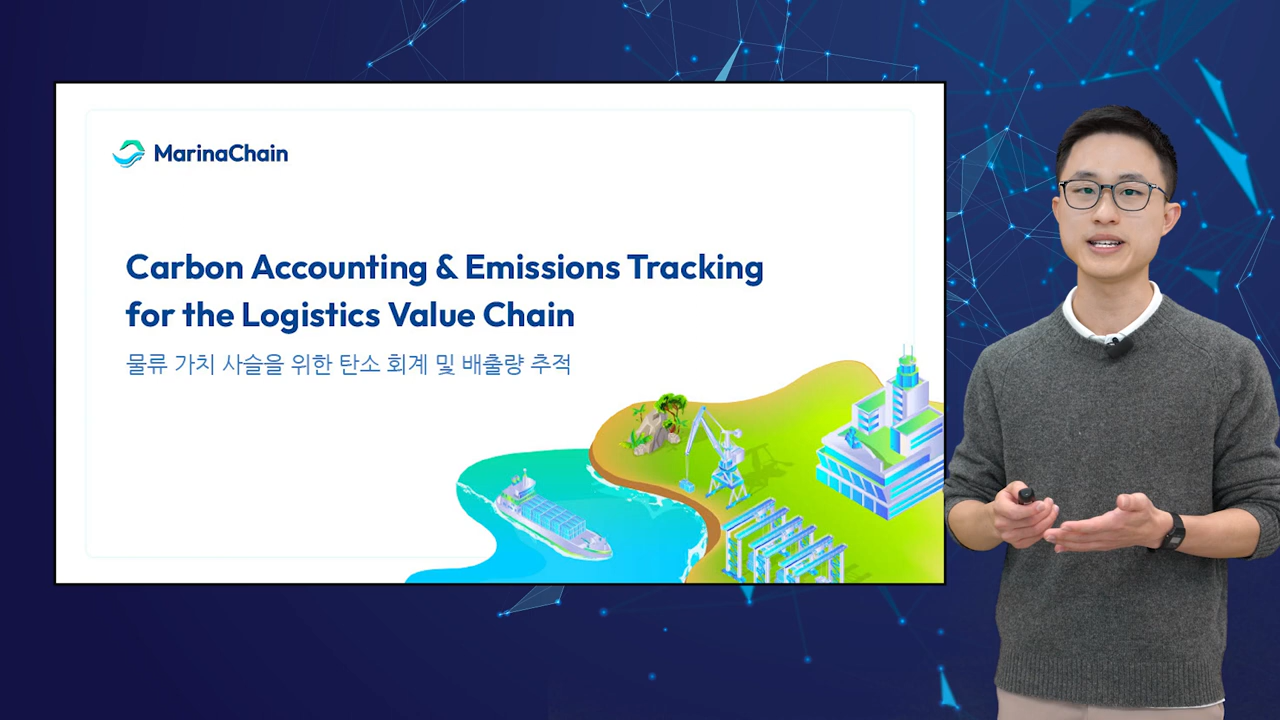 MarinaChain
Carbon Accounting & Emissions Tracking
for the Logistics Value Chain
물류 가치 사슬을 위한 탄소 회계 및 배출량 추적